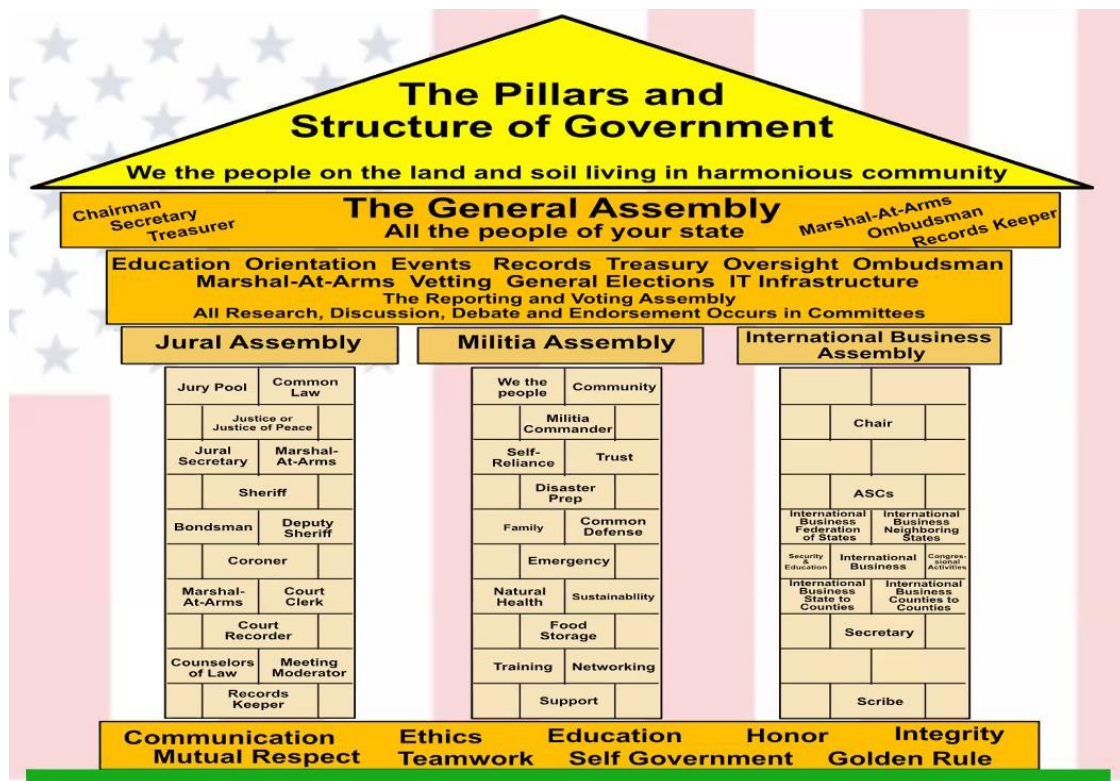 The Pillars and
Structure of Government
We the people on the land and soil living in harmonious community
Chairman
Secretary
Treasurer
The General Assembly
All the people of your state
Marshal-At-Arms
Ombudsman
Records Keeper
Education Orientation Events Records Treasury Oversight Ombudsman
Marshal-At-Arms Vetting General Elections IT Infrastructure
The Reporting and Voting Assembly
All Research, Discussion, Debate and Endorsement Occurs in Committees
Jural Assembly
Jury Pool
Common
Law
Justice or
Justice of Peace
Jural
Secretary
Marshal-
At-Arms
Sheriff
Bondsman
Deputy
Sheriff
Coroner
Marshal-
At-Arms
Court
Clerk
Court
Recorder
Counselors
of Law
Meeting
Moderator
Records
Keeper
Militia Assembly
We the
people
Community
Militia
Commander
Self-
Reliance
Trust
Disaster
Prep
Family
Common
Defense
Emergency
Natural
Health
Sustainability
Food
Storage
Training
Networking
Support
International Business
Assembly
Chair
ASCs
International
Business
Federation
of States
International
Business
Neighboring
States
Security
&
Education
International
Business
Congres-
sional
Activities
International
Business
State to
Counties
International
Business
Counties to
Counties
Secretary
Scribe
Communication Ethics Education Honor Integrity
Mutual Respect Teamwork Self Government Golden Rule